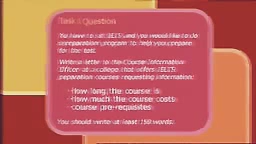 Task 1 Question
You have to sit IELTS and you would like to do
preparation program to help you prepare
for the test.
Write a letter to the Course Information
Officer at a college that offers IELTS
preparation courses requesting information:
-How long the course is
-How much the course costs
-course pre-requisites
You should write at least 150 words.